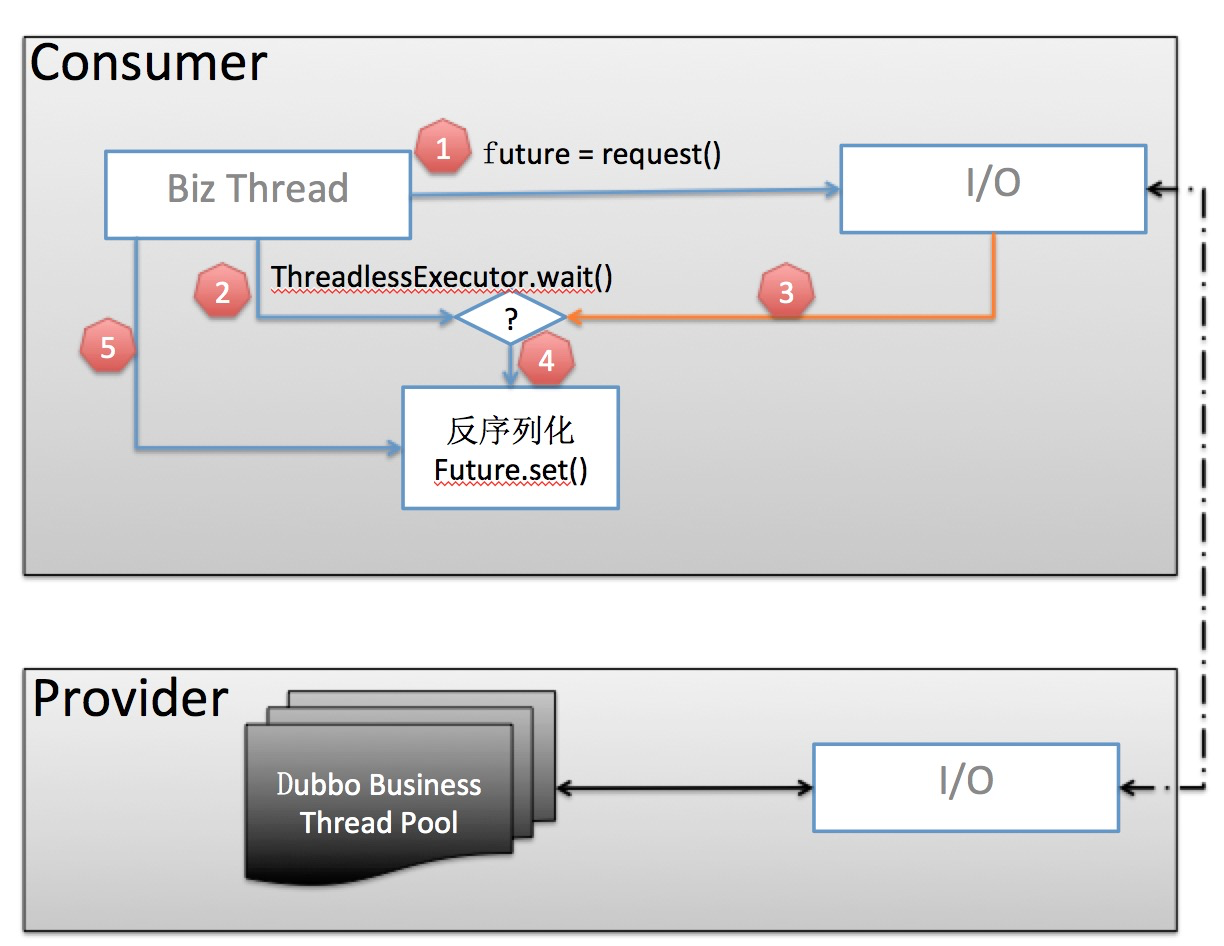 Consumer
1
future = request()
Biz Thread
I/O
2
ThreadlessExecutor.wait()
3
?
5
4
反序列化
Future.set()
Provider
Dubbo Business
Thread Pool
I/O